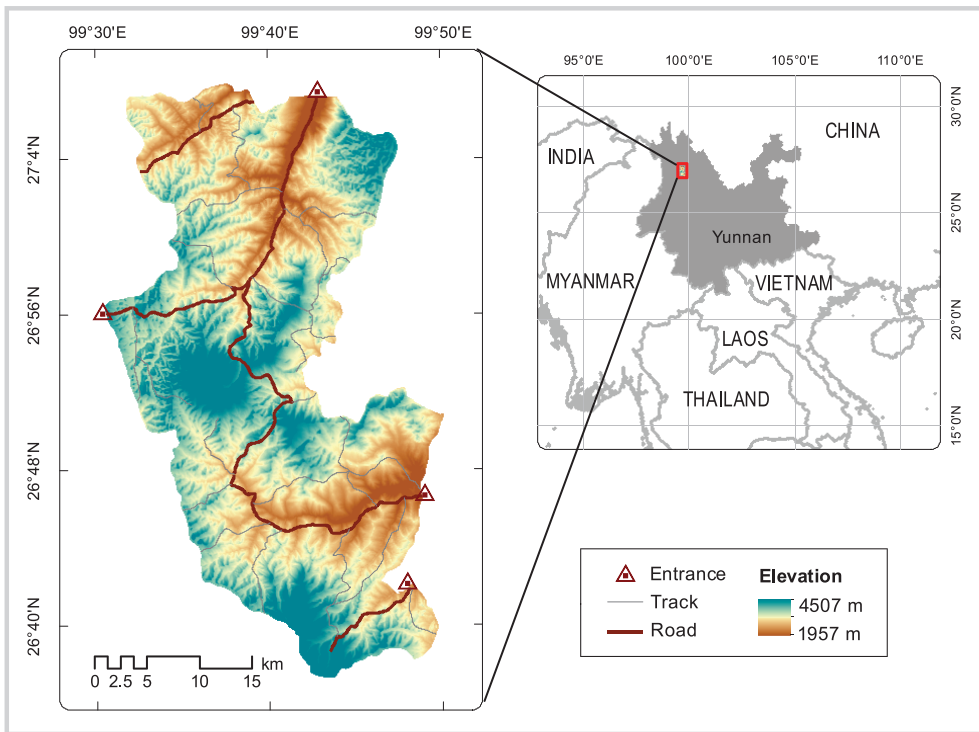 99°30'E 99°40'E 99°50'E
27°4'N
26°56'N
26°48'N
26°40'N
0 2.5 5 10 15 km
95°0'E 100°0'E 105°0'E 110°0'E
30°0'N
25°0'N
20°0'N
15°0'N
CHINA
INDIA
Yunnan
MYANMAR
VIETNAM
LAOS
THAILAND
Entrance
Track
Road
Elevation
4507 m
1957 m